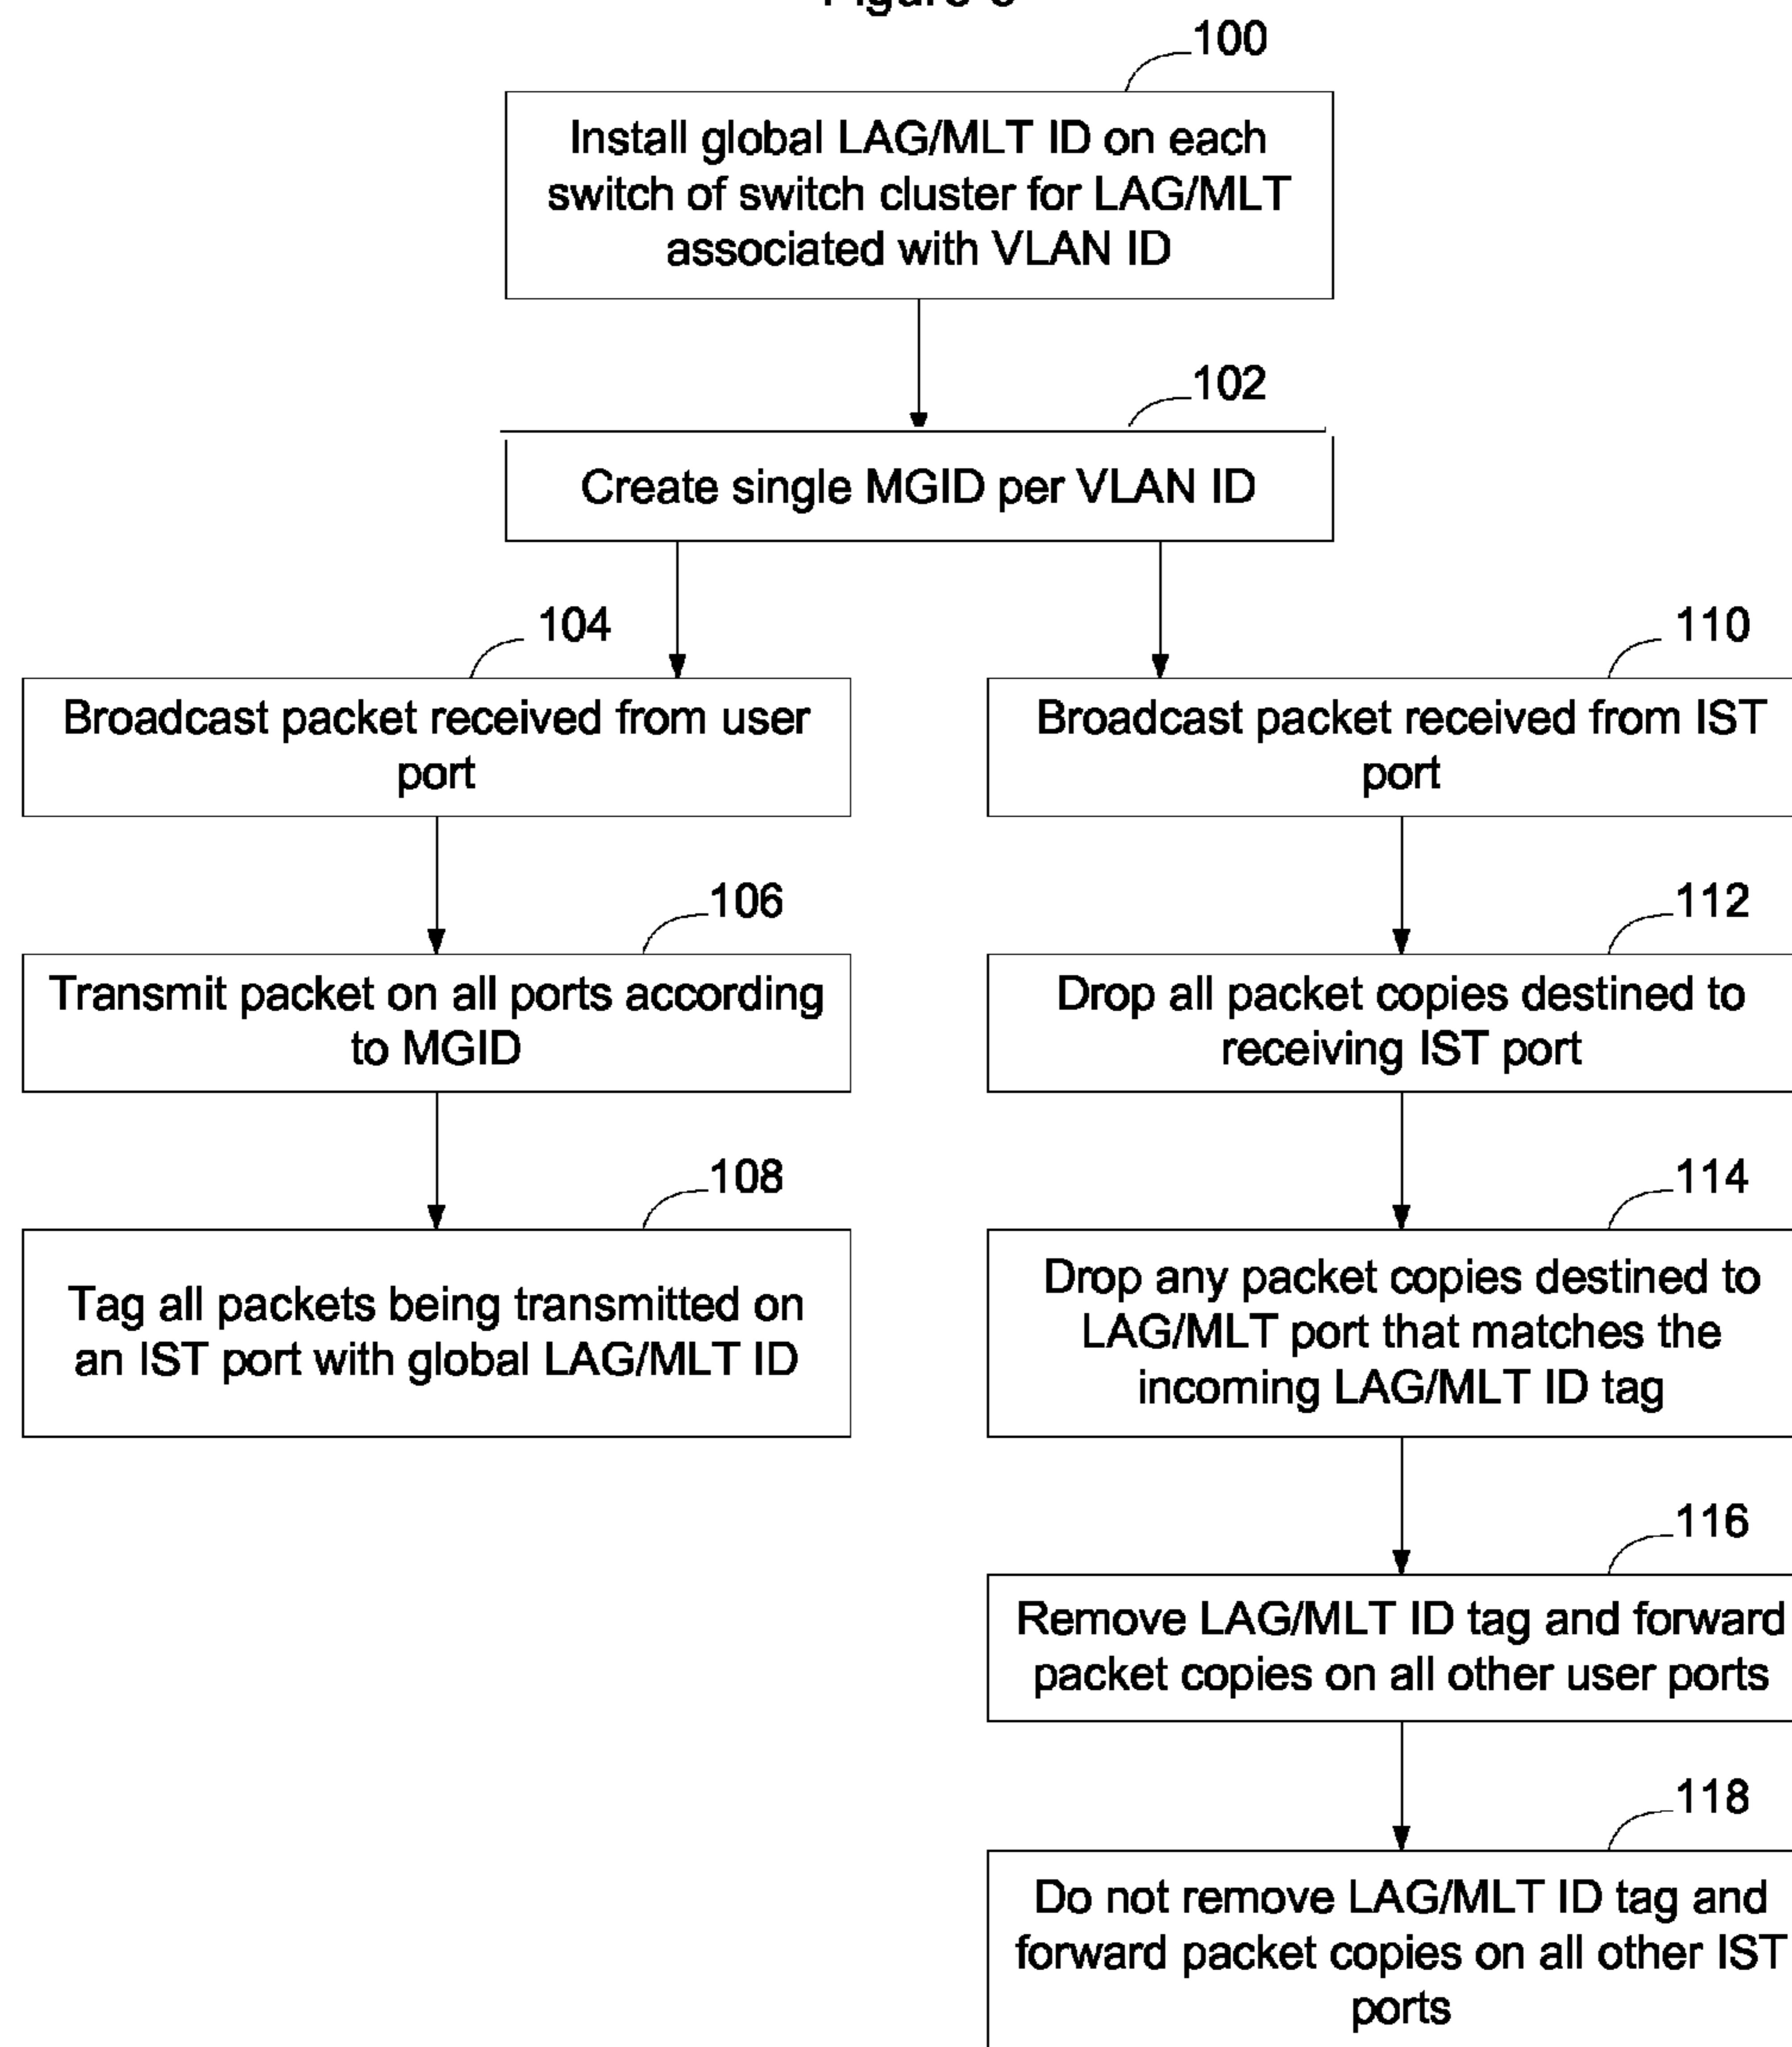 100
Install global LAG/MLT ID on each
switch of switch cluster for LAG/MLT
associated with VLAN ID
102
Create single MGID per VLAN ID
104
Broadcast packet received from user
port
106
Transmit packet on all ports according
to MGID
108
Tag all packets being transmitted on
an IST port with global LAG/MLT ID
110
Broadcast packet received from IST
port
112
Drop all packet copies destined to
receiving IST port
114
Drop any packet copies destined to
LAG/MLT port that matches the
incoming LAG/MLT ID tag
116
Remove LAG/MLT ID tag and forward
packet copies on all other user ports
118
Do not remove LAG/MLT ID tag and
forward packet copies on all other IST
ports